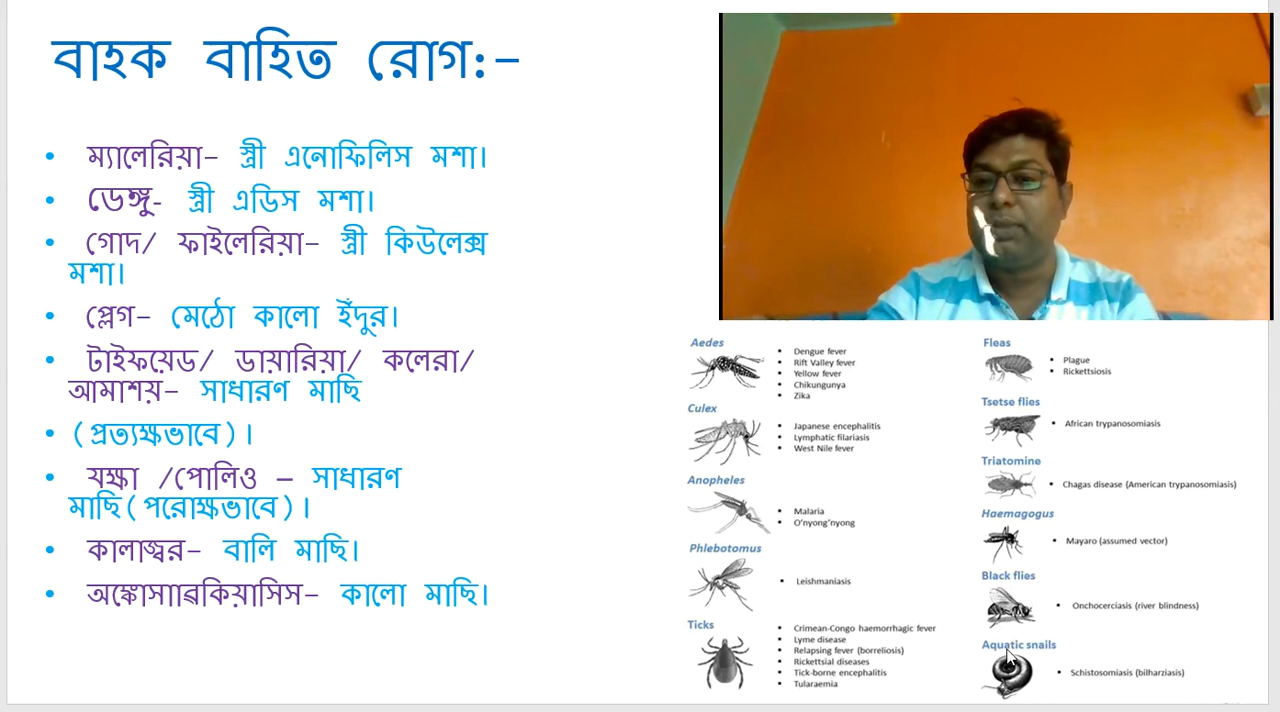 বাহক বাহিত রোগ:-
• ম্যালেরিয়া- স্ত্রী এনোফিলিস মশা।
• ডেঙ্গু- স্ত্রী এডিস মশা।
• গোদ/ ফাইলেরিয়া- স্ত্রী কিউলেক্স
মশা।
• প্লেগ- মেঠো কালো ইঁদুর।
• টাইফয়েড/ ডায়ারিয়া/ কলেরা/
আমাশয়- সাধারণ মাছি
• (প্রত্যক্ষভাবে)।
• যক্ষা /পোলিও – সাধারণ
মাছি(পরোক্ষভাবে)।
• কালাজ্বর- বালি মাছি।
• কালো মাছি।
Aedes
• Dengue fever
• Rift Valley fever
• Yellow fever
• Chikungunya
• Zika
Culex
• Japanese encephalitis
• Lymphatic filariasis
• West Nile fever
Anopheles
• Malaria
• O'nyong'nyong
Phlebotomus
• Leishmaniasis
Ticks
• Crimean-Congo haemorrhagic fever
• Lyme disease
• Relapsing fever (borreliosis)
• Rickettsial diseases
• Tick-borne encephalitis
• Tularaemia
Fleas
• Plague
• Rickettsiosis
Tsetse flies
• African trypanosomiasis
Triatomine
• Chagas disease (American trypanosomiasis)
Haemagogus
• Mayaro (assumed vector)
Black flies
• Onchocerciasis (river blindness)
Aquatic snails
• Schistosomiasis (bilharziasis)